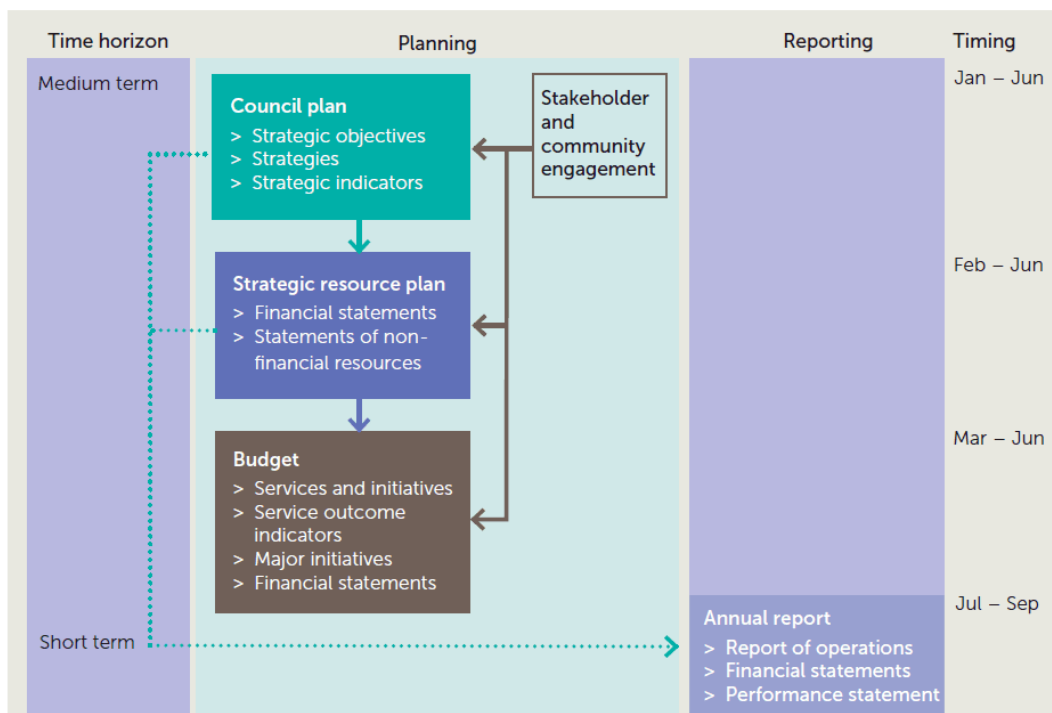 Time horizon
Planning
Reporting
Timing
Medium term
Jan – Jun
Council plan
> Strategic objectives
> Strategies
> Strategic indicators
Stakeholder
and
community
engagement
Feb – Jun
Strategic resource plan
> Financial statements
> Statements of non-
financial resources
Mar – Jun
Budget
> Services and initiatives
> Service outcome
indicators
> Major initiatives
> Financial statements
Jul – Sep
Short term
Annual report
> Report of operations
> Financial statements
> Performance statement